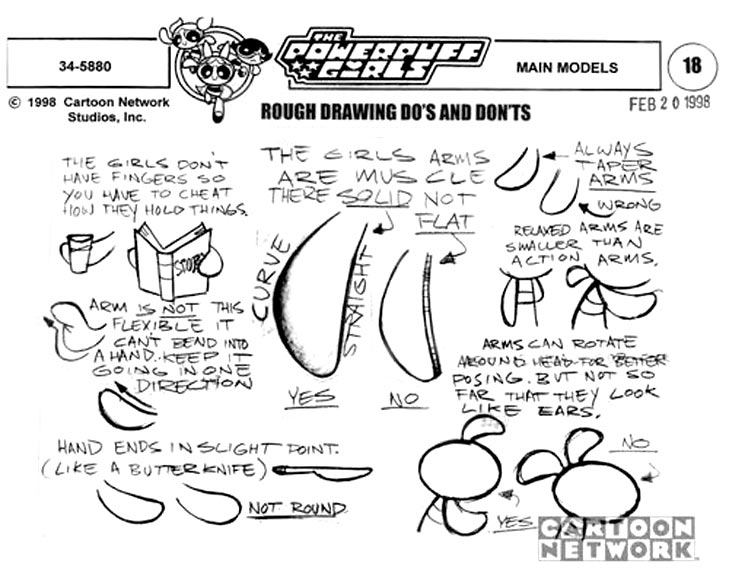 34-5880
THE
POWERPUFF
GIRLS
MAIN MODELS
18
© 1998 Cartoon Network
Studios, Inc.
ROUGH DRAWING DO'S AND DON'TS
FEB 20 1998
THE GIRLS DON'T
HAVE FINGERS SO
YOU HAVE TO CHEAT
HOW THEY HOLD THINGS.
STORY
THE GIRLS ARMS
ARE MUSCLE
THERE SOLID NOT
FLAT
CURVE
STRAIGHT
YES
NO
ALWAYS
TAPER
ARMS
WRONG
RELAXED ARMS ARE
SMALLER THAN
ACTION ARMS.
ARM IS NOT THIS
FLEXIBLE IT
CAN'T BEND INTO
A HAND. KEEP IT
GOING IN ONE
DIRECTION
ARMS CAN ROTATE
AROUND HEAD FOR BETTER
POSING. BUT NOT SO
FAR THAT THEY LOOK
LIKE EARS.
HAND ENDS IN SLIGHT POINT.
(LIKE A BUTTERKNIFE)
NOT ROUND.
YES
NO
CARTOON
NETWORK